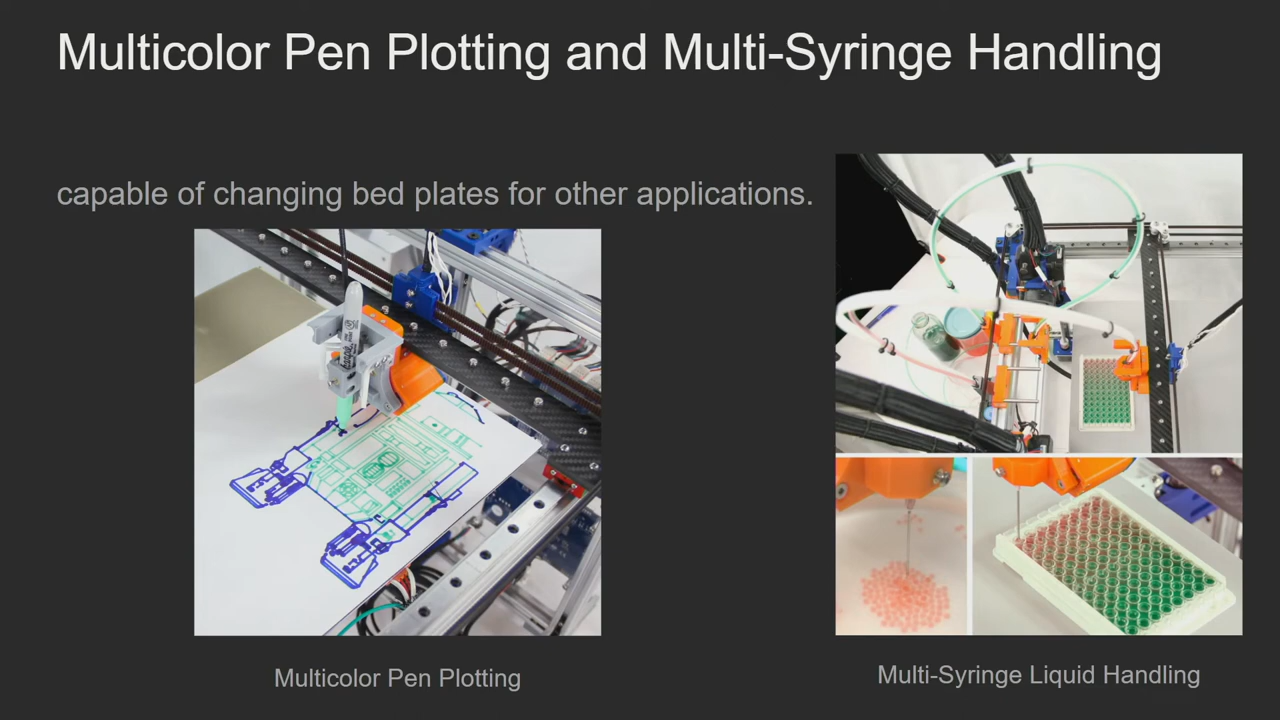 Multicolor Pen Plotting and Multi-Syringe Handling
capable of changing bed plates for other applications.
Multicolor Pen Plotting
Multi-Syringe Liquid Handling